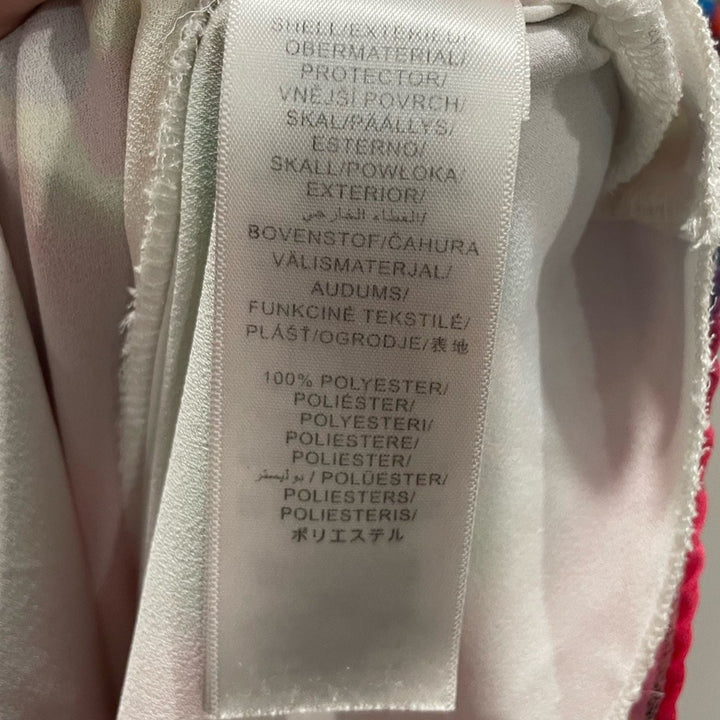 SHELL/EXTERIEUR/
OBERMATERIAL/
PROTECTOR/
VNĚJŠÍ POVRCH/
SKAL/PÄÄLLYS/
ESTERNO/
SKALL/POWŁOKA/
EXTERIOR/
الغطاء الخارجي/
BOVENSTOF/ČAHURA
VÄLISMATERJAL/
AUDUMS/
FUNKCINĖ TEKSTILĖ/
PLÁŠŤ/OGRODJE/表地
100% POLYESTER/
POLIÉSTER/
POLYESTERI/
POLIESTERE/
POLIESTER/
بوليستر / POLÜESTER/
POLIESTERS/
POLIESTERIS/
ポリエステル